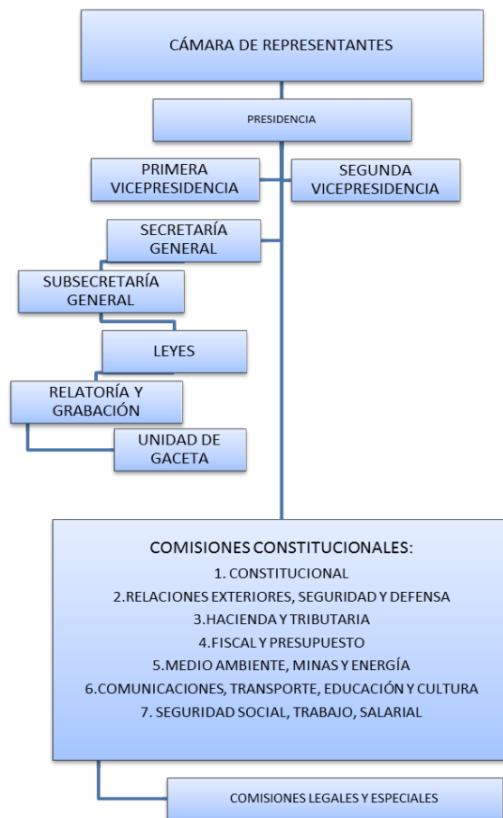 CÁMARA DE REPRESENTANTES
PRESIDENCIA
PRIMERA
VICEPRESIDENCIA
SEGUNDA
VICEPRESIDENCIA
SECRETARÍA
GENERAL
SUBSECRETARÍA
GENERAL
LEYES
RELATORÍA Y
GRABACIÓN
UNIDAD DE
GACETA
COMISIONES CONSTITUCIONALES:
1. CONSTITUCIONAL
2.RELACIONES EXTERIORES, SEGURIDAD Y DEFENSA
3.HACIENDA Y TRIBUTARIA
4.FISCAL Y PRESUPUESTO
5.MEDIO AMBIENTE, MINAS Y ENERGÍA
6.COMUNICACIONES, TRANSPORTE, EDUCACIÓN Y CULTURA
7. SEGURIDAD SOCIAL, TRABAJO, SALARIAL
COMISIONES LEGALES Y ESPECIALES